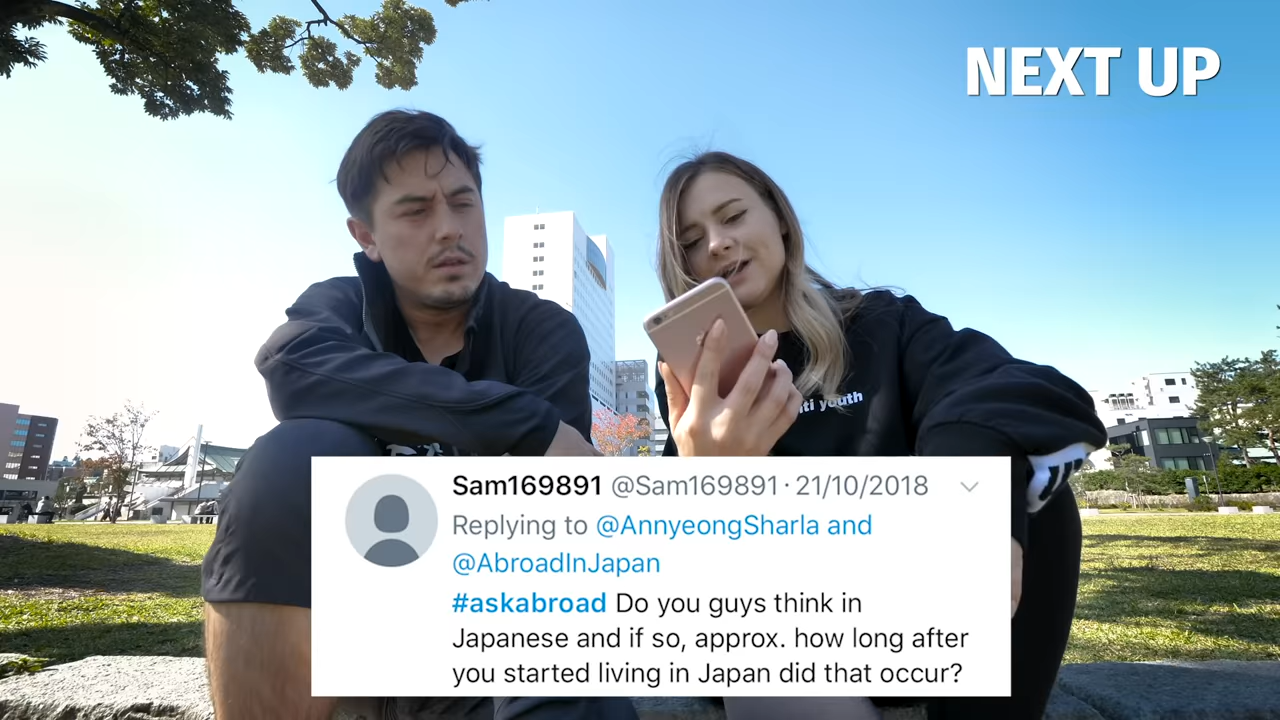 NEXT UP
youth
Sam169891 @Sam169891 · 21/10/2018
Replying to @AnnyeongSharla and
@AbroadInJapan
#askabroad Do you guys think in
Japanese and if so, approx. how long after
you started living in Japan did that occur?